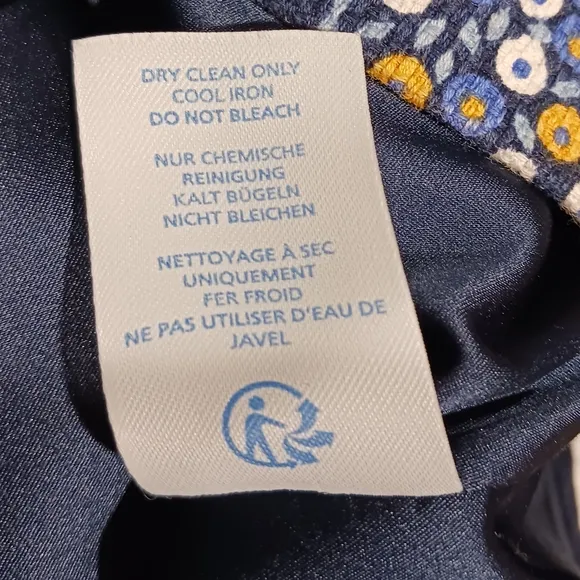 DRY CLEAN ONLY
COOL IRON
DO NOT BLEACH
NUR CHEMISCHE
REINIGUNG
KALT BÜGELN
NICHT BLEICHEN
NETTOYAGE À SEC
UNIQUEMENT
FER FROID
NE PAS UTILISER D'EAU DE
JAVEL